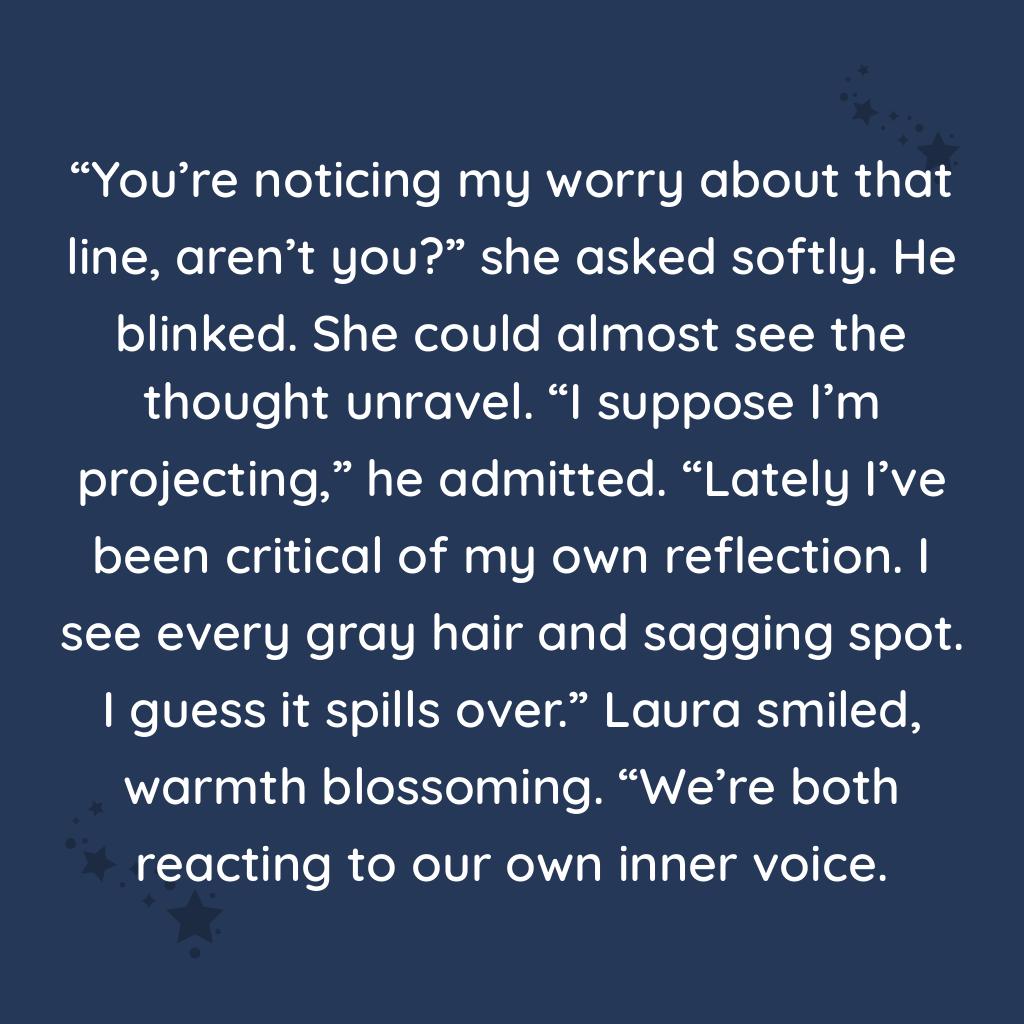 “You’re noticing my worry about that
line, aren’t you?” she asked softly. He
blinked. She could almost see the
thought unravel. “I suppose I’m
projecting,” he admitted. “Lately I’ve
been critical of my own reflection. I
see every gray hair and sagging spot.
I guess it spills over.” Laura smiled,
warmth blossoming. “We’re both
reacting to our own inner voice.